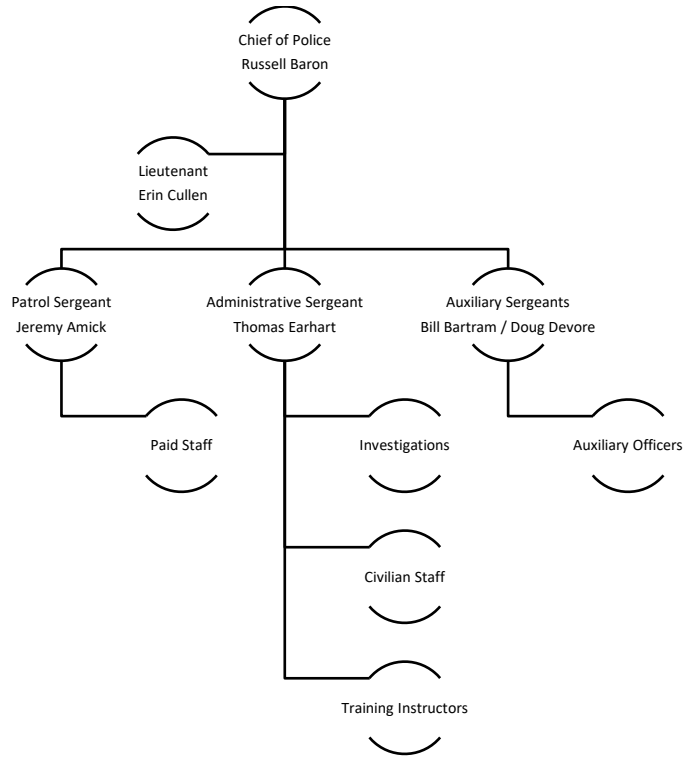 Chief of Police
Russell Baron
Lieutenant
Erin Cullen
Patrol Sergeant
Jeremy Amick
Administrative Sergeant
Thomas Earhart
Auxiliary Sergeants
Bill Bartram / Doug Devore
Paid Staff
Investigations
Auxiliary Officers
Civilian Staff
Training Instructors